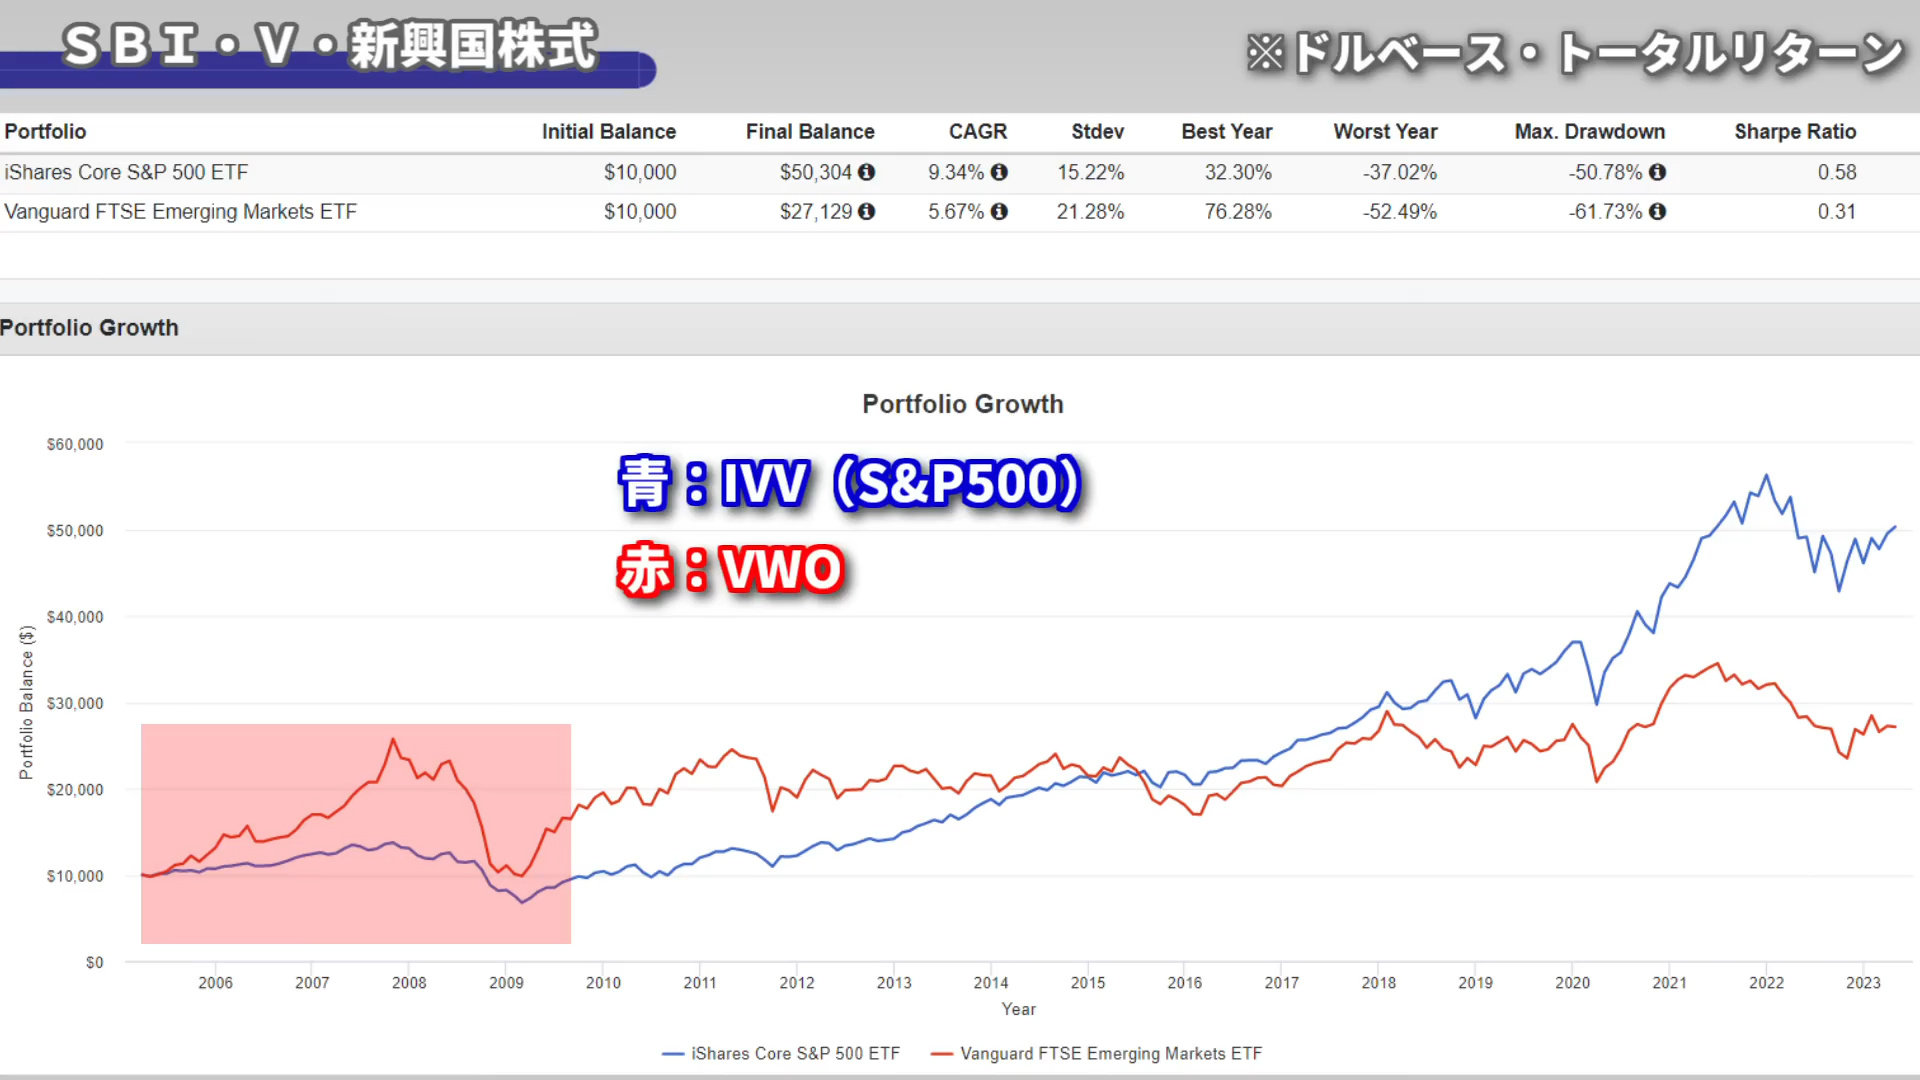 SBI・V・新興国株式
※ドルベース・トータルリターン
Portfolio Initial Balance Final Balance CAGR Stdev Best Year Worst Year Max. Drawdown Sharpe Ratio
iShares Core S&P 500 ETF $10,000 $50,304 9.34% 15.22% 32.30% -37.02% -50.78% 0.58
Vanguard FTSE Emerging Markets ETF $10,000 $27,129 5.67% 21.28% 76.28% -52.49% -61.73% 0.31
Portfolio Growth
Portfolio Growth
青：IVV（S&P500）
赤：VWO
Portfolio Balance ($)
$60,000
$50,000
$40,000
$30,000
$20,000
$10,000
$0
2006 2007 2008 2009 2010 2011 2012 2013 2014 2015 2016 2017 2018 2019 2020 2021 2022 2023
Year
iShares Core S&P 500 ETF Vanguard FTSE Emerging Markets ETF